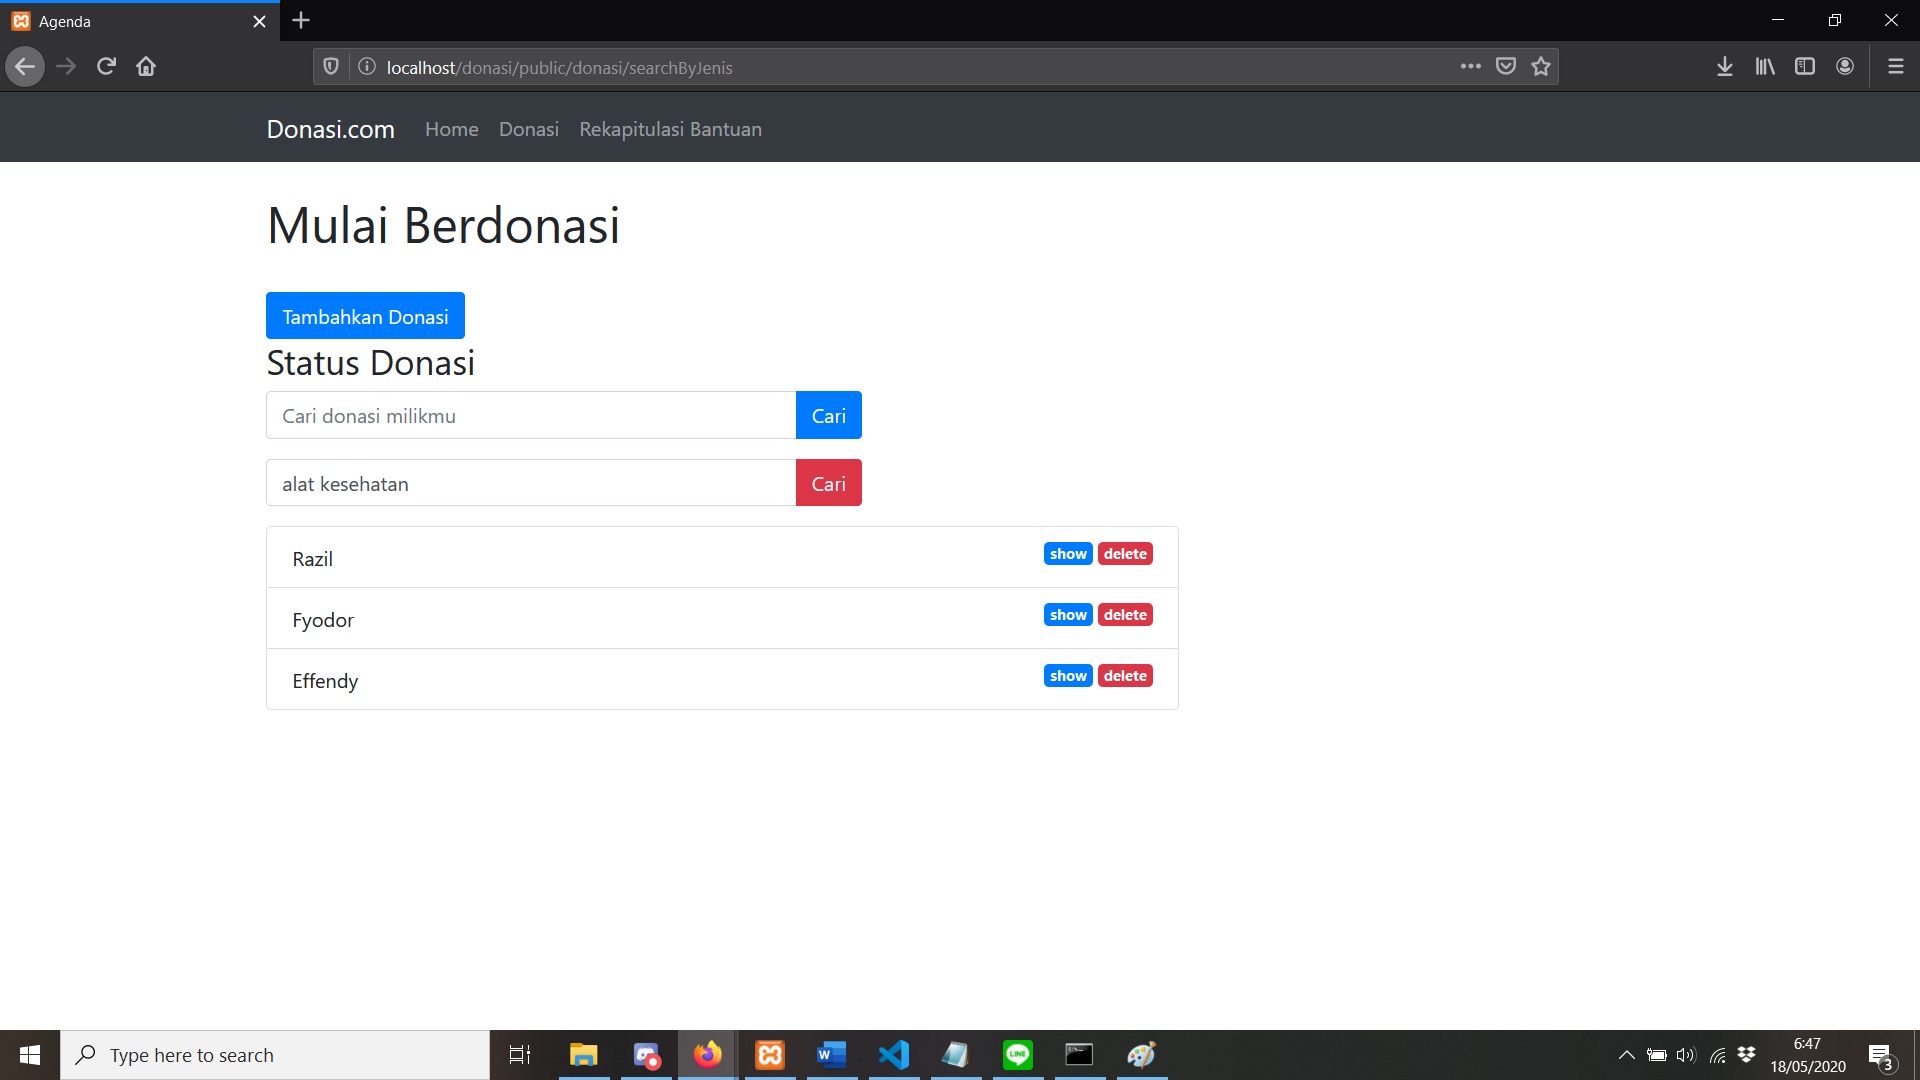 Agenda
localhost/donasi/public/donasi/searchByJenis
Donasi.com Home Donasi Rekapitulasi Bantuan
Mulai Berdonasi
Tambahkan Donasi
Status Donasi
Cari donasi milikmu Cari
alat kesehatan Cari
Razil show delete
Fyodor show delete
Effendy show delete
Type here to search
LINE
6:47
18/05/2020
3